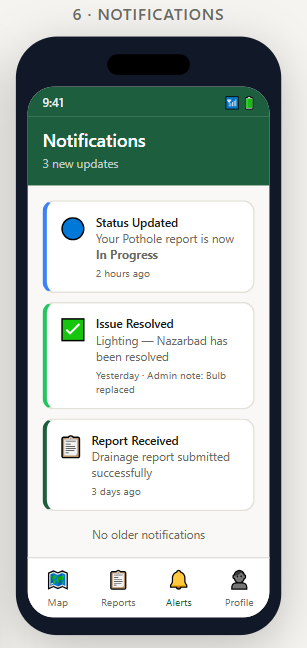 6 · NOTIFICATIONS
9:41
Notifications
3 new updates
Status Updated
Your Pothole report is now
In Progress
2 hours ago
Issue Resolved
Lighting — Nazarbad has
been resolved
Yesterday · Admin note: Bulb
replaced
Report Received
Drainage report submitted
successfully
3 days ago
No older notifications
Map Reports Alerts Profile